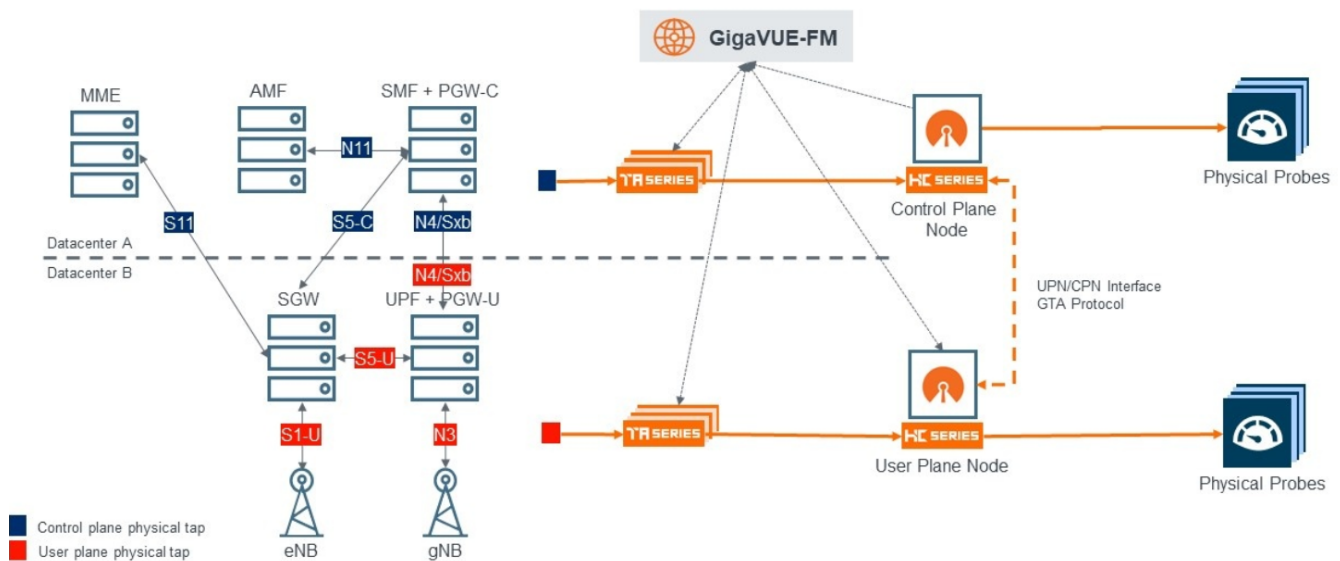 GigaVUE-FM
MME
AMF
SMF + PGW-C
N11
S11
S5-C
N4/Sxb
TA SERIES
HC SERIES
Control Plane
Node
Physical Probes
Datacenter A
Datacenter B
N4/Sxb
SGW
UPF + PGW-U
UPN/CPN Interface
GTA Protocol
S5-U
S1-U
N3
TA SERIES
HC SERIES
User Plane Node
Physical Probes
Control plane physical tap
User plane physical tap
eNB
gNB